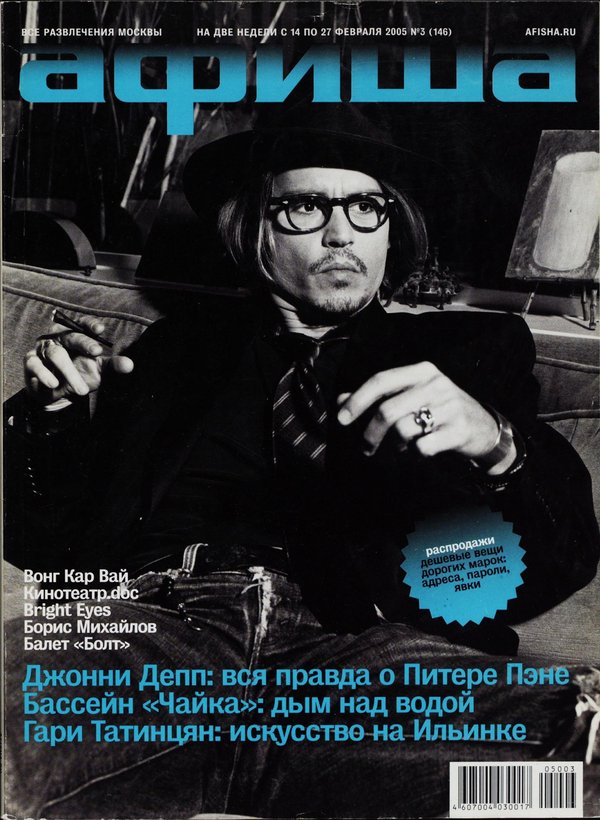 ВСЕ РАЗВЛЕЧЕНИЯ МОСКВЫ
НА ДВЕ НЕДЕЛИ С 14 ПО 27 ФЕВРАЛЯ 2005 №3 (146)
AFISHA.RU
афиша
распродажи
дешевые вещи
дорогих марок:
адреса, пароли,
явки
Вонг Кар Вай
Кинотеатр.doc
Bright Eyes
Борис Михайлов
Балет «Болт»
Джонни Депп: вся правда о Питере Пэне
Бассейн «Чайка»: дым над водой
Гари Татинцян: искусство на Ильинке
05003
4 607004 030017